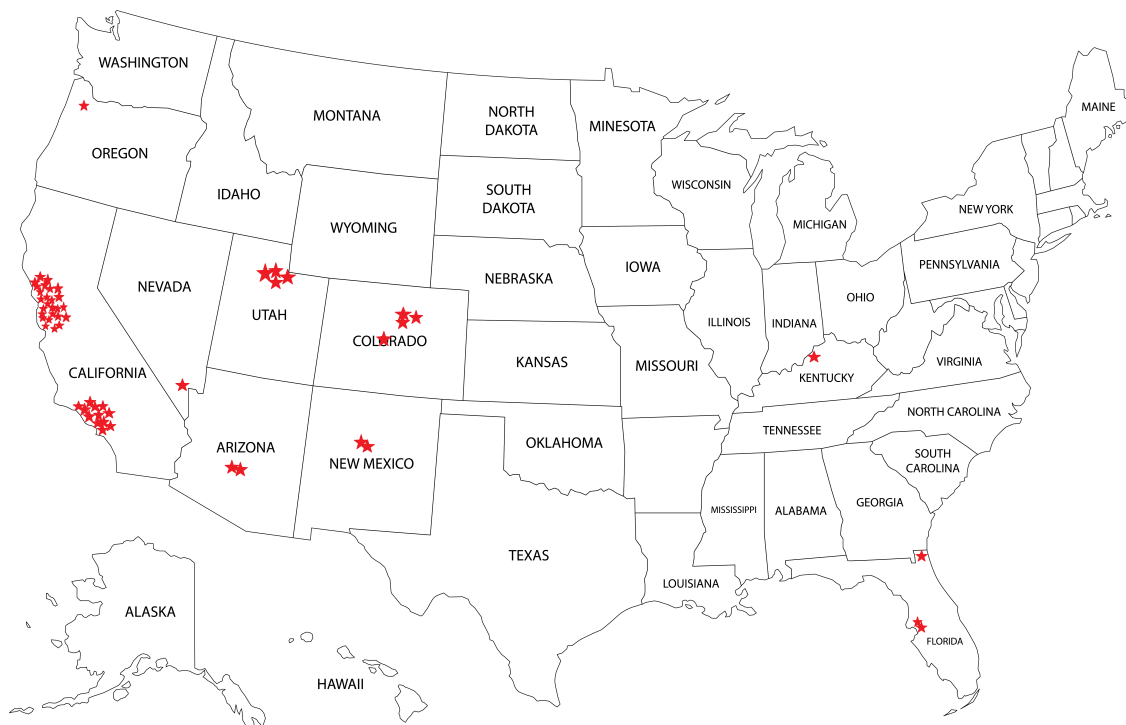 WASHINGTON
MAINE
MONTANA
NORTH
DAKOTA
MINESOTA
OREGON
IDAHO
SOUTH
DAKOTA
WISCONSIN
NEW YORK
WYOMING
MICHIGAN
IOWA
PENNSYLVANIA
NEBRASKA
NEVADA
OHIO
UTAH
ILLINOIS
INDIANA
COLORADO
KANSAS
MISSOURI
VIRGINIA
CALIFORNIA
KENTUCKY
NORTH CAROLINA
TENNESSEE
ARIZONA
OKLAHOMA
NEW MEXICO
SOUTH
CAROLINA
GEORGIA
MISSISSIPPI
ALABAMA
TEXAS
LOUISIANA
ALASKA
FLORIDA
HAWAII